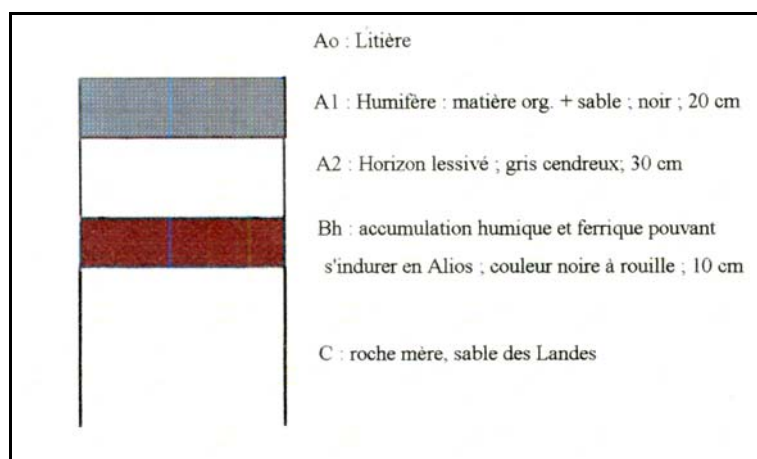 Ao : Litière
A1 : Humifère : matière org. + sable ; noir ; 20 cm
A2 : Horizon lessivé ; gris cendreux; 30 cm
Bh : accumulation humique et ferrique pouvant
s'indurer en Alios ; couleur noire à rouille ; 10 cm
C : roche mère, sable des Landes